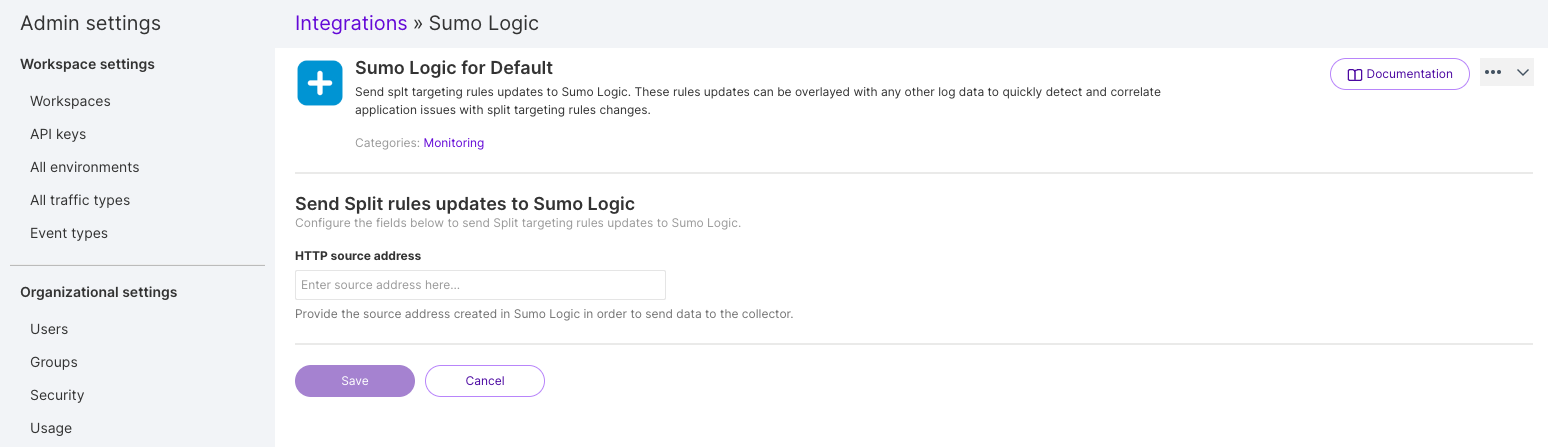 Admin settings
Integrations » Sumo Logic
Workspace settings
Workspaces
API keys
All environments
All traffic types
Event types
Organizational settings
Users
Groups
Security
Usage
Sumo Logic for Default
Send splt targeting rules updates to Sumo Logic. These rules updates can be overlayed with any other log data to quickly detect and correlate
application issues with split targeting rules changes.
Categories: Monitoring
Documentation
Send Split rules updates to Sumo Logic
Configure the fields below to send Split targeting rules updates to Sumo Logic.
HTTP source address
Enter source address here...
Provide the source address created in Sumo Logic in order to send data to the collector.
Save
Cancel